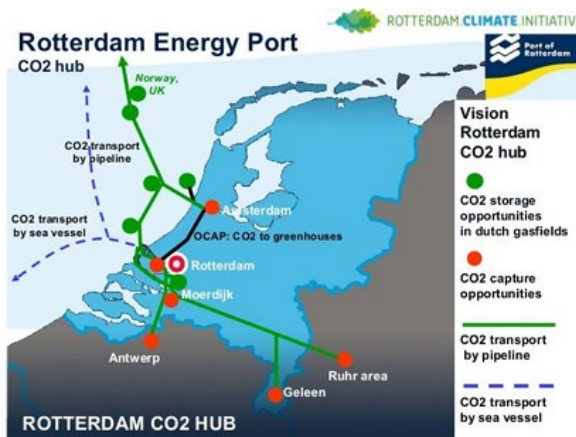 ROTTERDAM.CLIMATE.INITIATIVE
Rotterdam Energy Port
CO2 hub
Port of
Rotterdam
Norway,
UK
CO2 transport
by pipeline
CO2 transport
by sea vessel
Amsterdam
OCAP: CO2 to greenhouses
Rotterdam
Moerdijk
Antwerp
Ruhr area
Geleen
ROTTERDAM CO2 HUB
Vision
Rotterdam
CO2 hub
CO2 storage
opportunities
in dutch gasfields
CO2 capture
opportunities
CO2 transport
by pipeline
CO2 transport
by sea vessel